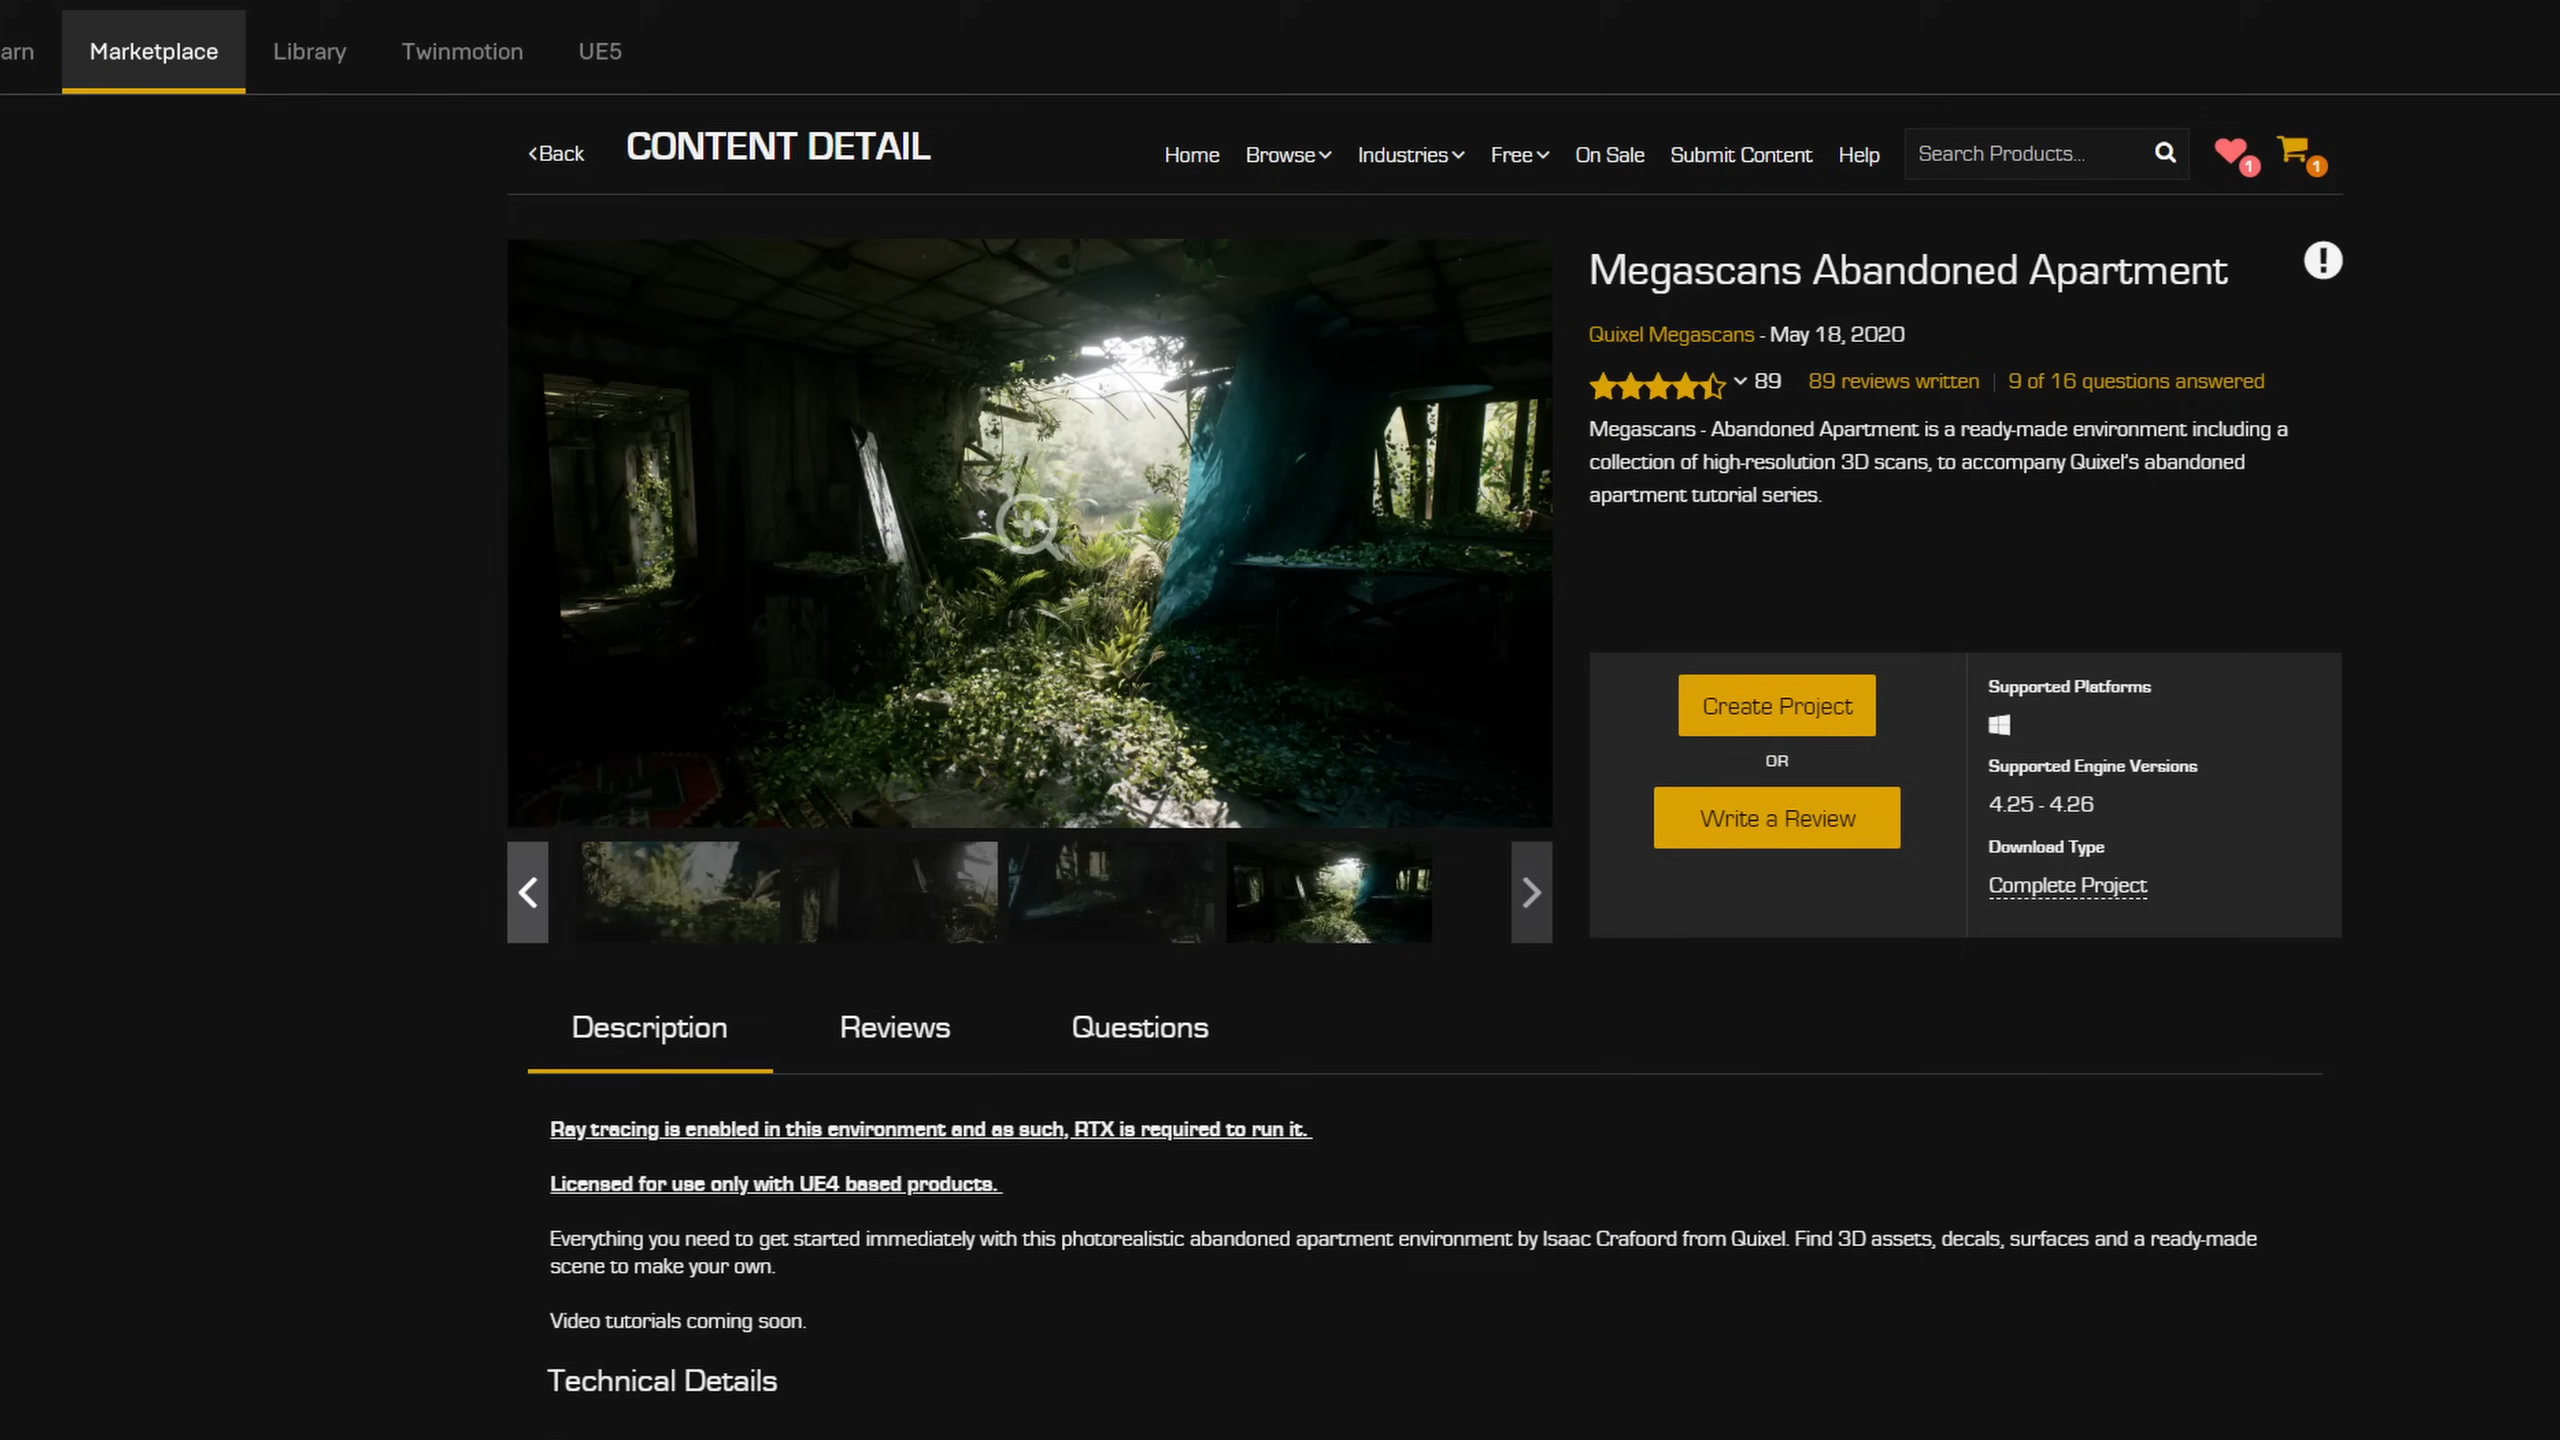 arn
Marketplace
Library
Twinmotion
UE5
Back
CONTENT DETAIL
Home
Browse
Industries
Free
On Sale
Submit Content
Help
Search Products...
1
1
Megascans Abandoned Apartment
Quixel Megascans - May 18, 2020
89
89 reviews written
9 of 16 questions answered
Megascans - Abandoned Apartment is a ready-made environment including a
collection of high-resolution 3D scans, to accompany Quixel's abandoned
apartment tutorial series.
Create Project
OR
Write a Review
Supported Platforms
Supported Engine Versions
4.25 - 4.26
Download Type
Complete Project
Description
Reviews
Questions
Ray tracing is enabled in this environment and as such, RTX is required to run it.
Licensed for use only with UE4 based products.
Everything you need to get started immediately with this photorealistic abandoned apartment environment by Isaac Crafoord from Quixel. Find 3D assets, decals, surfaces and a ready-made
scene to make your own.
Video tutorials coming soon.
Technical Details